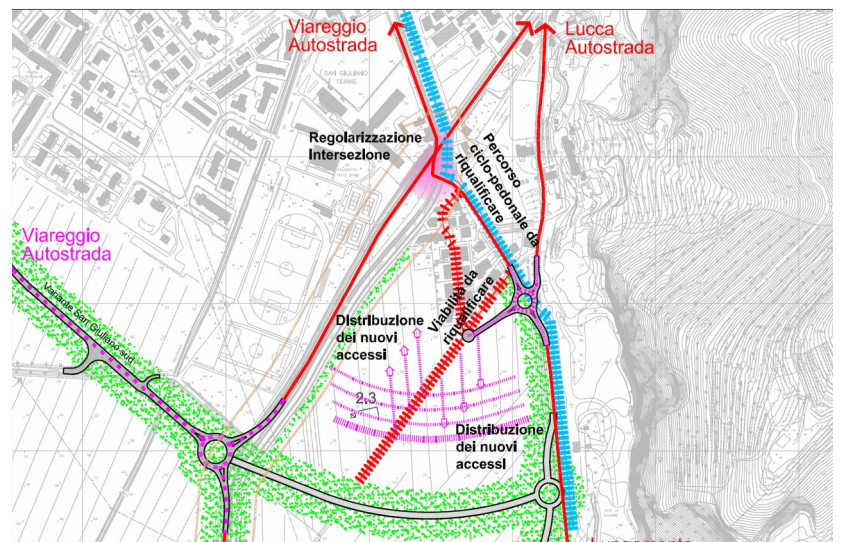 Viareggio
Autostrada
Lucca
Autostrada
SAN GIULIANO
TERME
Regolarizzazione
Intersezione
Percorso
ciclo-pedonale da
riqualificare
Viareggio
Autostrada
Variante San Giuliano sud
Distribuzione
dei nuovi
accessi
Viabilità da
riqualificare
2.3
Distribuzione
dei nuovi
accessi